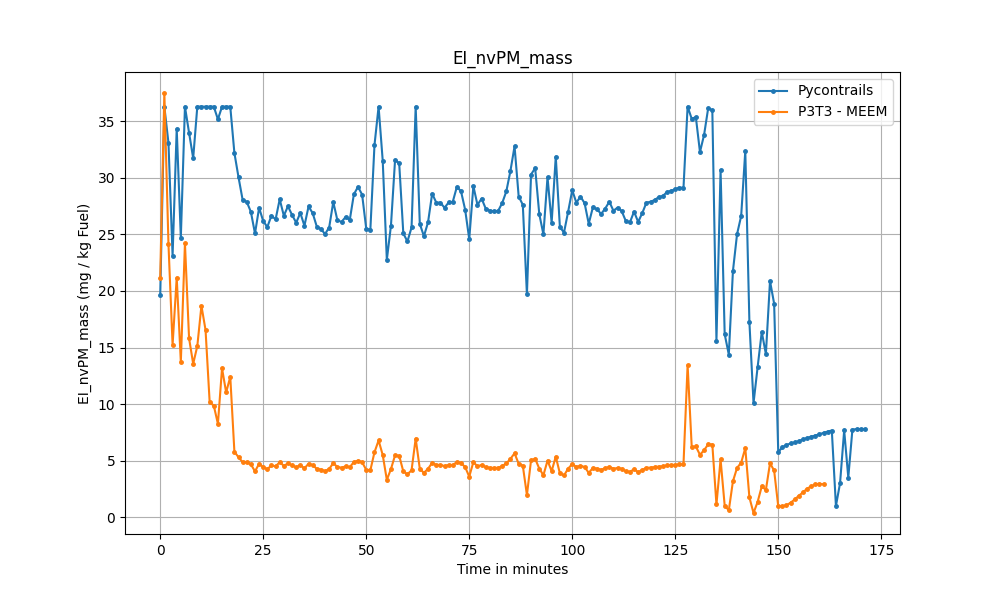 EI_nvPM_mass
Pycontrails
P3T3 - MEEM
EI_nvPM_mass (mg / kg Fuel)
35
30
25
20
15
10
5
0
0 25 50 75 100 125 150 175
Time in minutes